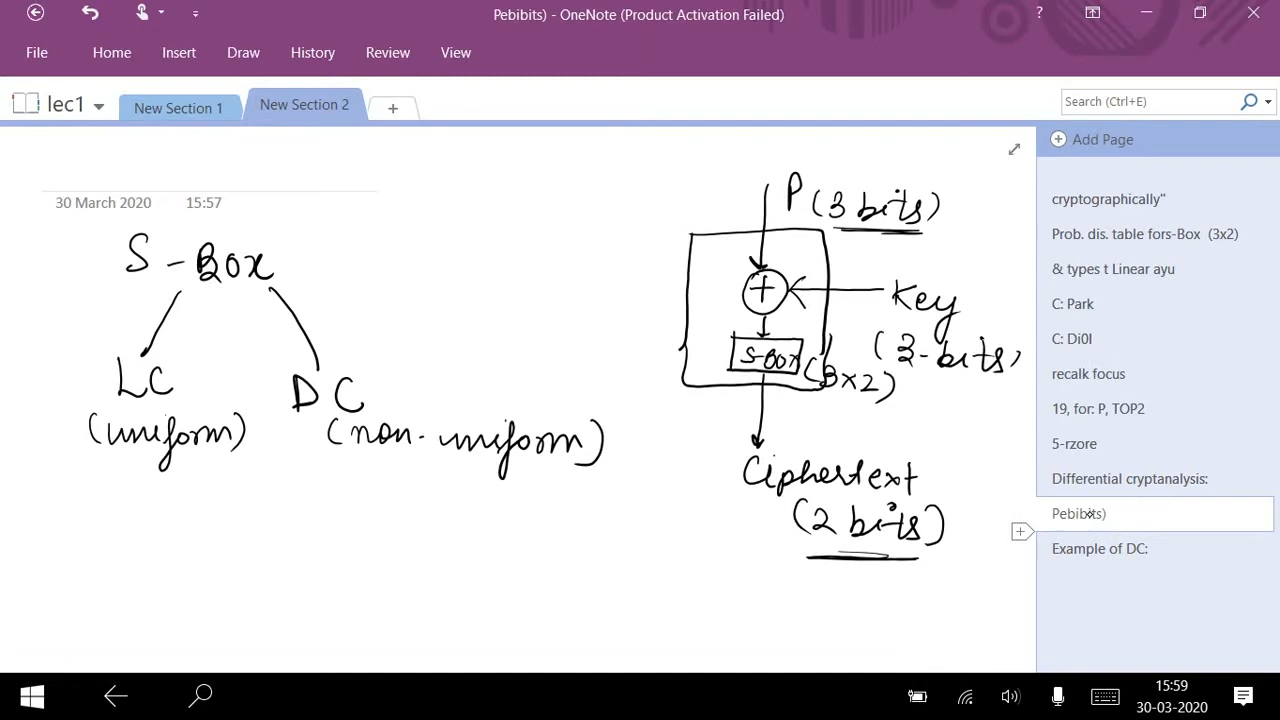 Pebibits) - OneNote (Product Activation Failed)
?
File Home Insert Draw History Review View
lec1
New Section 1
New Section 2
+
Search (Ctrl+E)
Add Page
cryptographically"
Prob. dis. table fors-Box (3x2)
& types t Linear ayu
C: Park
C: Di0l
recalk focus
19, for: P, TOP2
5-rzore
Differential cryptanalysis:
Pebibits)
Example of DC:
30 March 2020 15:57
S - Box
LC
(uniform)
DC
(non-uniform)
P (3 bits)
+
Key
(3-bits)
S-Box (3x2)
Ciphertext
(2 bits)
15:59
30-03-2020